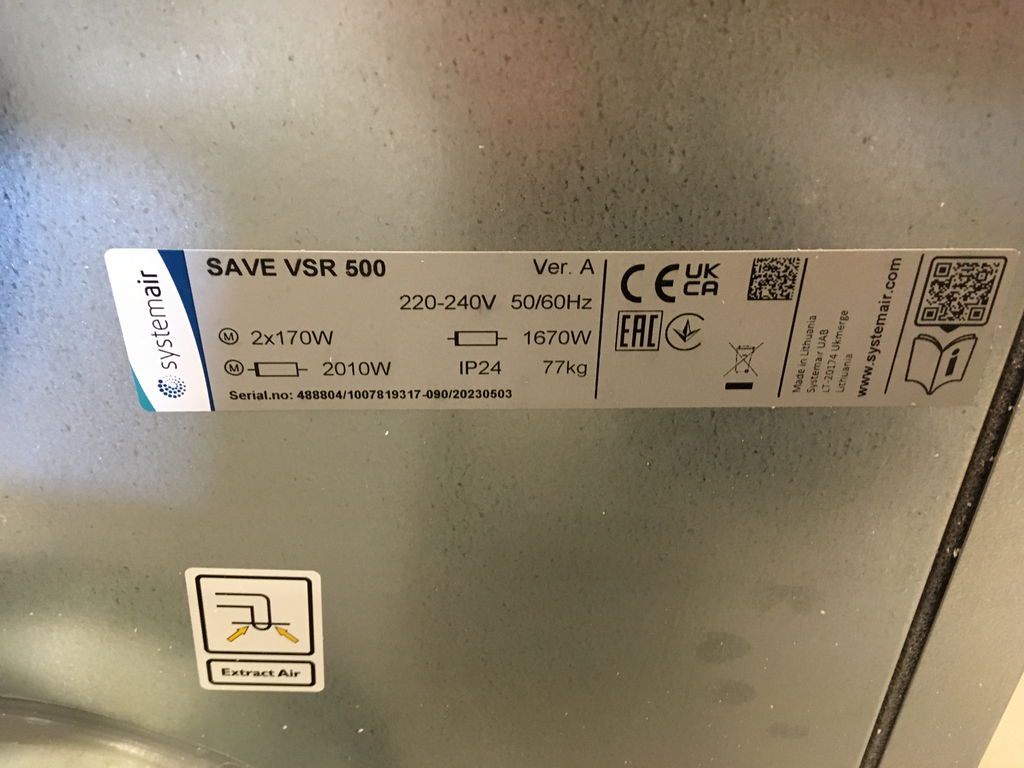 systemair
SAVE VSR 500 Ver. A
220-240V 50/60Hz
M 2x170W 1670W
M 2010W IP24 77kg
Serial.no: 488804/1007819317-090/20230503
CE UK CA
EAC
Made in Lithuania
Systemair UAB
LT-20174 Ukmerge
Lithuania
www.systemair.com
i
Extract Air